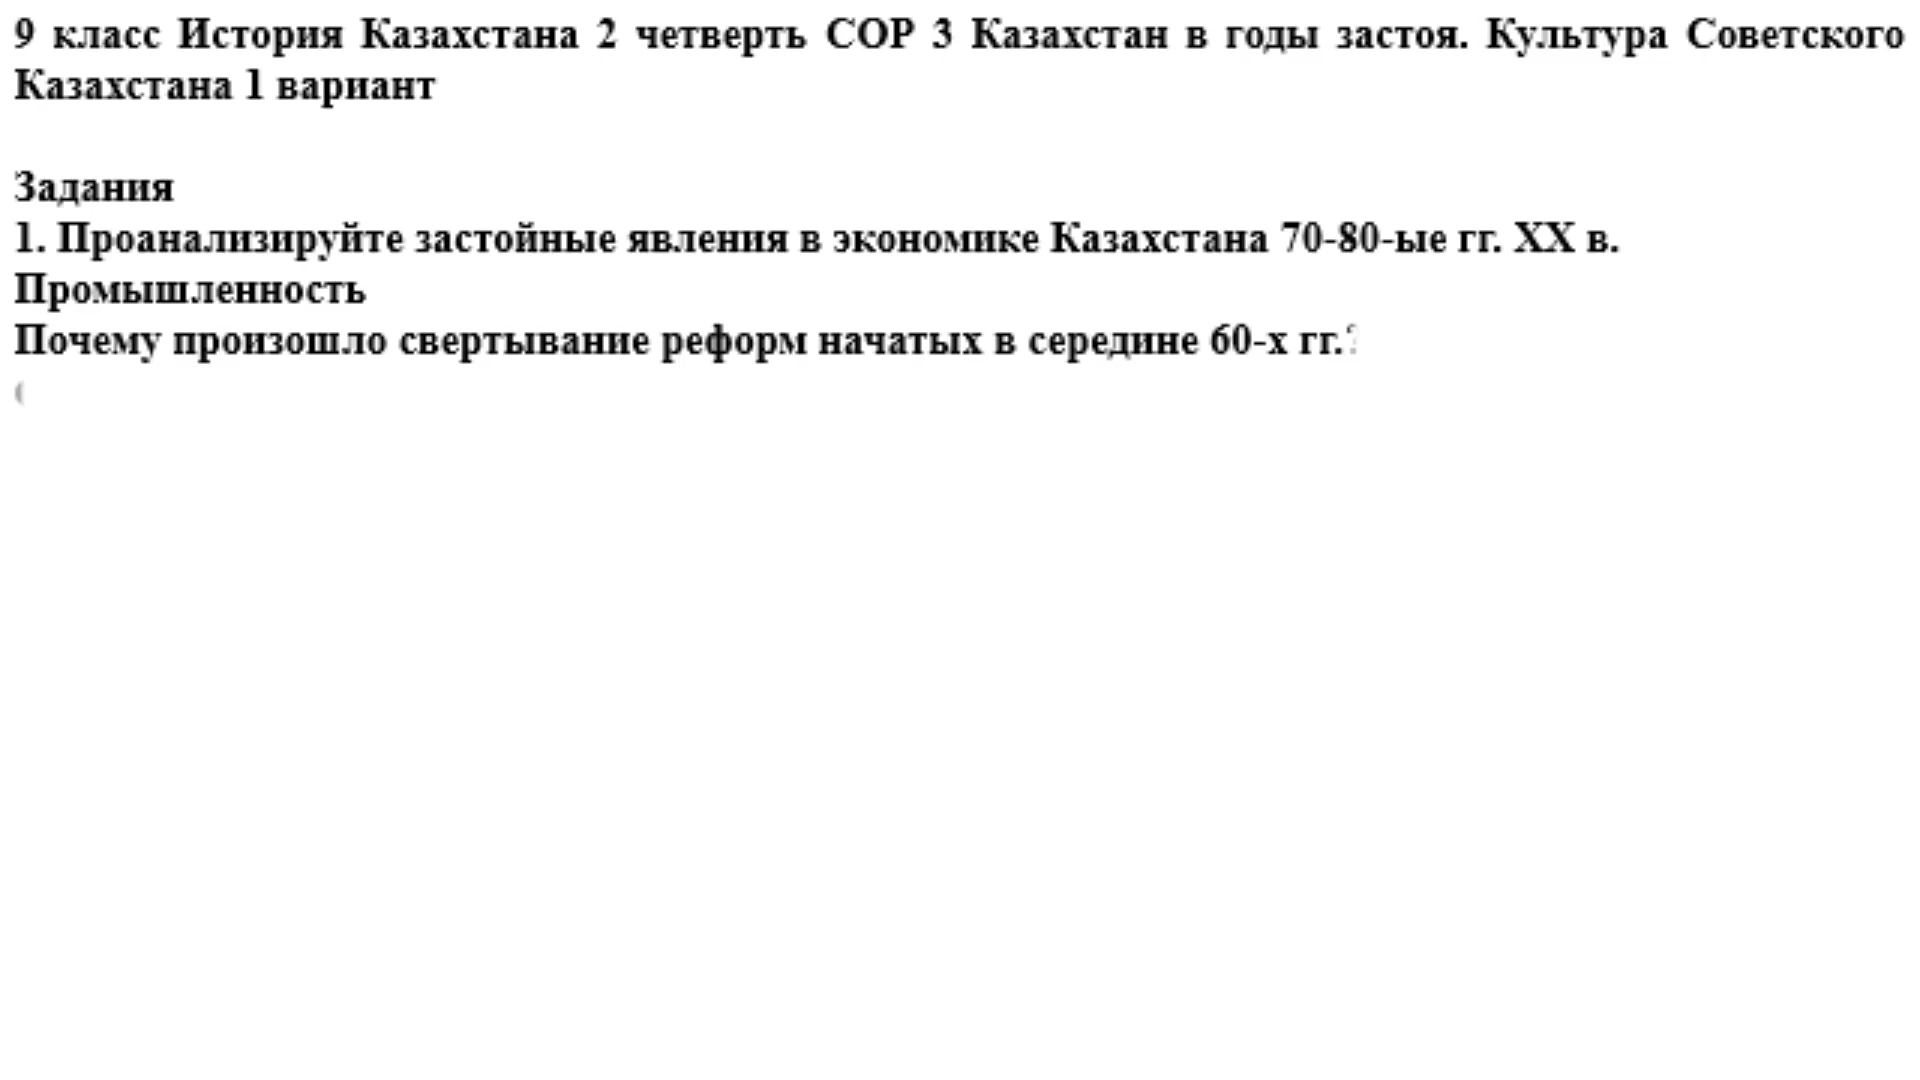 9 класс История Казахстана 2 четверть СОР 3 Казахстан в годы застоя. Культура Советского
Казахстана 1 вариант
Задания
1. Проанализируйте застойные явления в экономике Казахстана 70-80-ые гг. XX в.
Промышленность
Почему произошло свертывание реформ начатых в середине 60-х гг.?